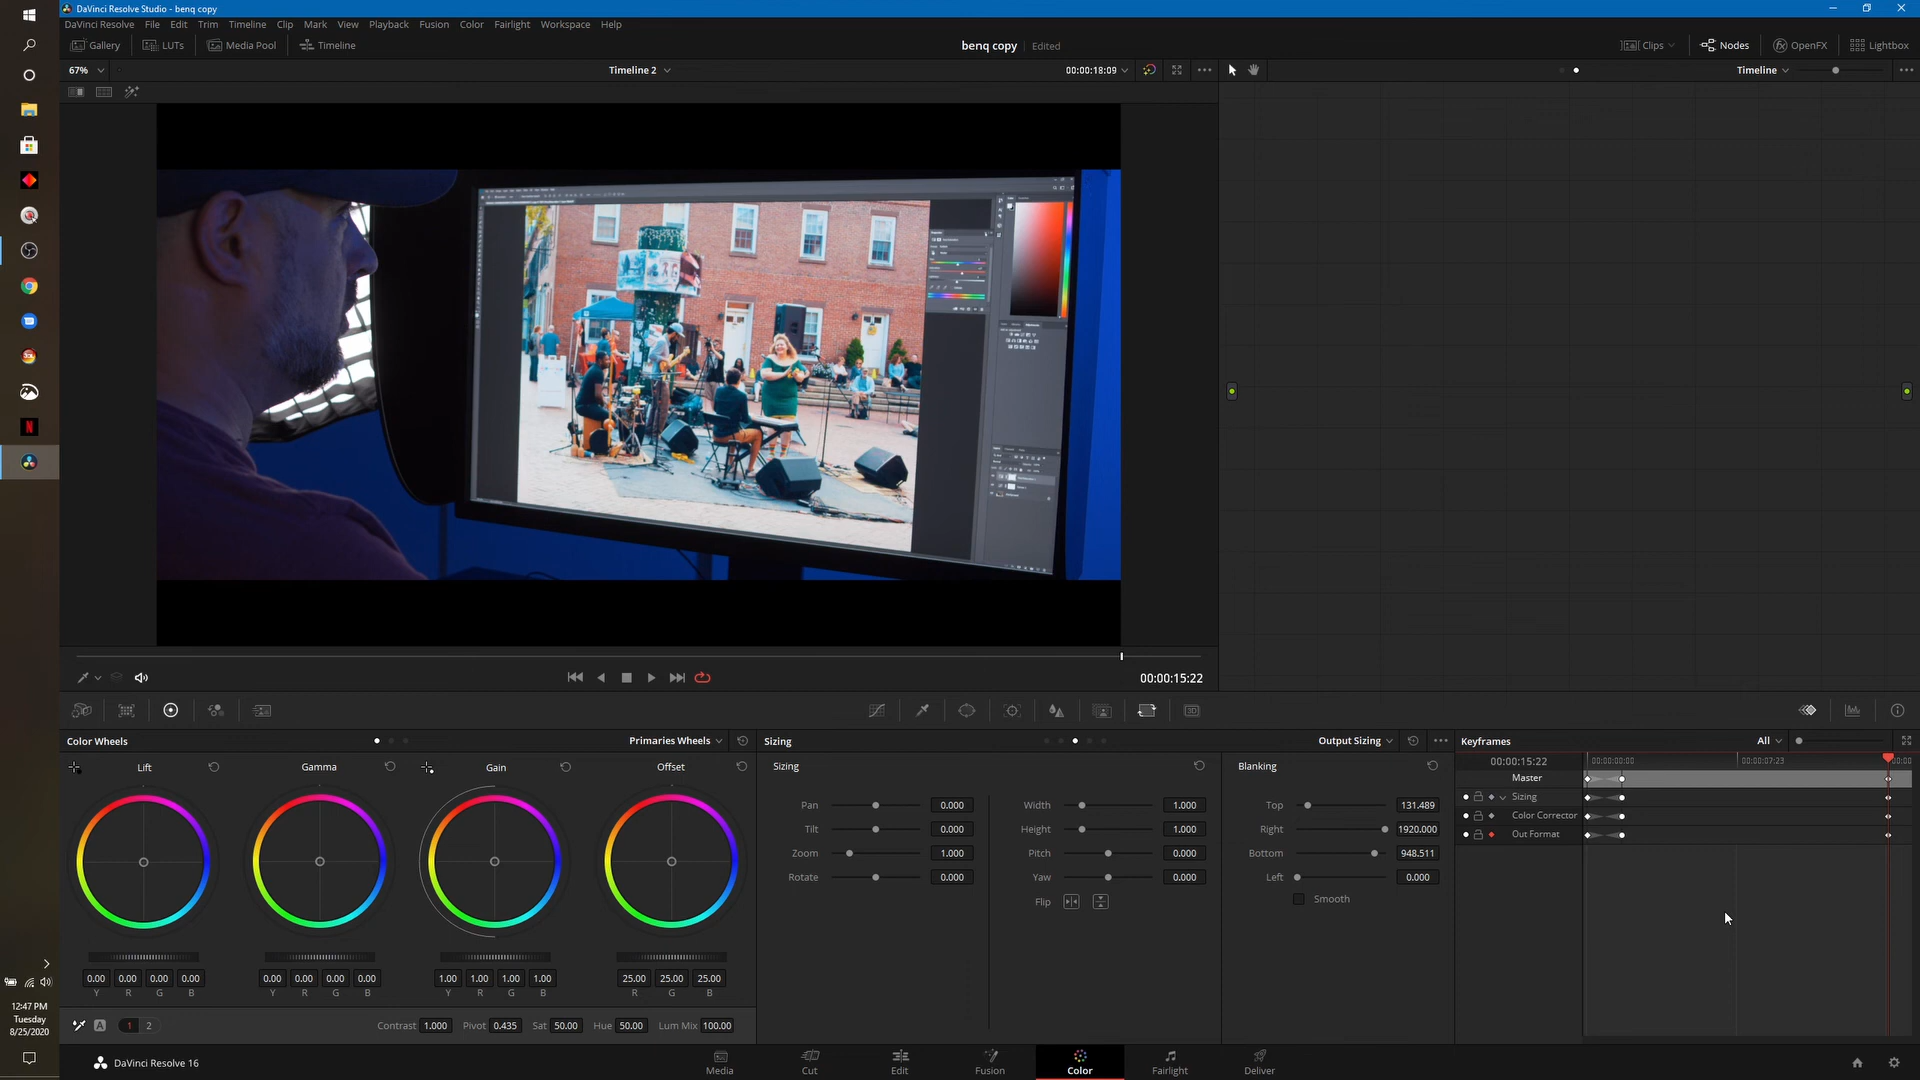 DaVinci Resolve Studio - benq copy
DaVinci Resolve File Edit Trim Timeline Clip Mark View Playback Fusion Color Fairlight Workspace Help
Gallery LUTs Media Pool Timeline benq copy Edited Clips Nodes OpenFX Lightbox
67% Timeline 2 00:00:18:09 Timeline
00:00:15:22
Color Wheels Primaries Wheels Sizing Output Sizing Keyframes All
Lift Gamma Gain Offset Sizing Blanking 00:00:15:22 00:00:00:00 00:00:07:23
Master
Pan 0.000 Width 1.000 Top 131.489 Sizing
Tilt 0.000 Height 1.000 Right 1920.000 Color Corrector
Zoom 1.000 Pitch 0.000 Bottom 948.511 Out Format
Rotate 0.000 Yaw 0.000 Left 0.000
Flip Smooth
0.00 0.00 0.00 0.00 0.00 0.00 0.00 0.00 1.00 1.00 1.00 1.00 25.00 25.00 25.00
Y R G B Y R G B Y R G B R G B
A 1 2 Contrast 1.000 Pivot 0.435 Sat 50.00 Hue 50.00 Lum Mix 100.00
12:47 PM
Tuesday
8/25/2020
DaVinci Resolve 16 Media Cut Edit Fusion Color Fairlight Deliver